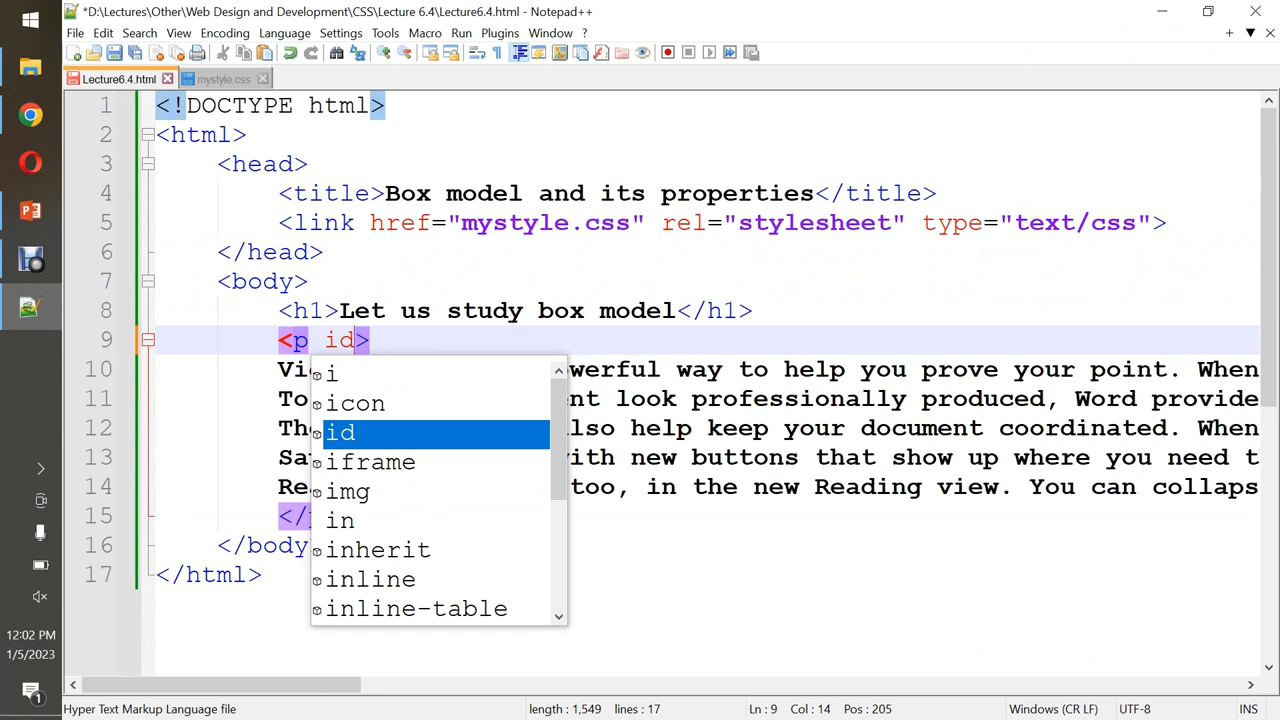 *D:\Lectures\Other\Web Design and Development\CSS\Lecture 6.4\Lecture6.4.html - Notepad++
File Edit Search View Encoding Language Settings Tools Macro Run Plugins Window ?
Lecture6.4.html mystyle.css
1 <!DOCTYPE html>
2 <html>
3 <head>
4 <title>Box model and its properties</title>
5 <link href="mystyle.css" rel="stylesheet" type="text/css">
6 </head>
7 <body>
8 <h1>Let us study box model</h1>
9 <p id>
10 owerful way to help you prove your point. When
11 To nt look professionally produced, Word provide
12 Th lso help keep your document coordinated. When
13 Sa ith new buttons that show up where you need t
14 Re too, in the new Reading view. You can collaps
15 </
16 </body
17 </html>
i
icon
id
iframe
img
in
inherit
inline
inline-table
12:02 PM
1/5/2023
1
Hyper Text Markup Language file length : 1,549 lines : 17 Ln : 9 Col : 14 Pos : 205 Windows (CR LF) UTF-8 INS